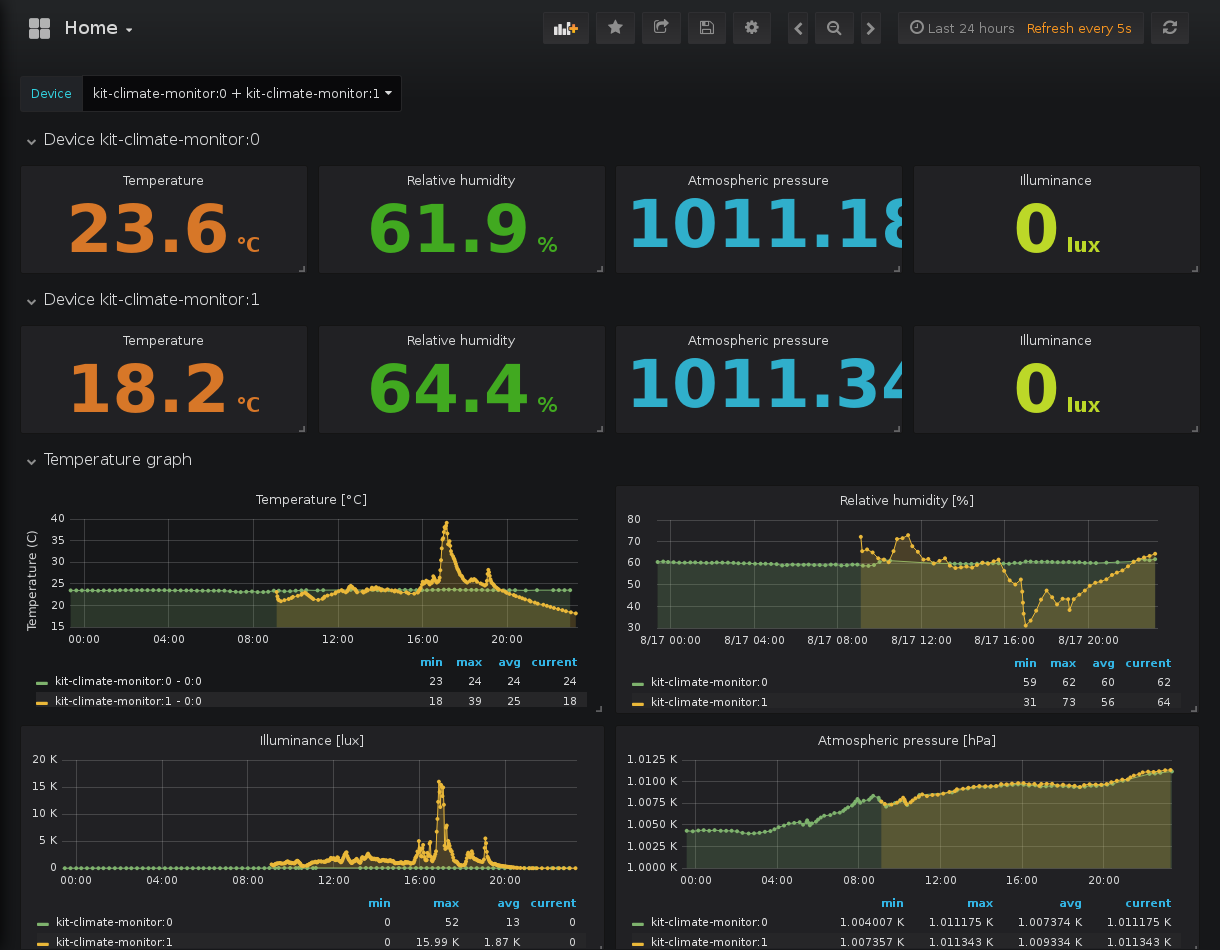 Home
Last 24 hours Refresh every 5s
Device kit-climate-monitor:0 + kit-climate-monitor:1
Device kit-climate-monitor:0
Temperature Relative humidity Atmospheric pressure Illuminance
23.6 °C 61.9 % 1011.18 0 lux
Device kit-climate-monitor:1
Temperature Relative humidity Atmospheric pressure Illuminance
18.2 °C 64.4 % 1011.34 0 lux
Temperature graph
Temperature [°C]
Temperature (C)
40
35
30
25
20
15
00:00 04:00 08:00 12:00 16:00 20:00
min max avg current
kit-climate-monitor:0 - 0:0 23 24 24 24
kit-climate-monitor:1 - 0:0 18 39 25 18
Relative humidity [%]
80
70
60
50
40
30
8/17 00:00 8/17 04:00 8/17 08:00 8/17 12:00 8/17 16:00 8/17 20:00
min max avg current
kit-climate-monitor:0 59 62 60 62
kit-climate-monitor:1 31 73 56 64
Illuminance [lux]
20 K
15 K
10 K
5 K
0
00:00 04:00 08:00 12:00 16:00 20:00
min max avg current
kit-climate-monitor:0 0 52 13 0
kit-climate-monitor:1 0 15.99 K 1.87 K 0
Atmospheric pressure [hPa]
1.0125 K
1.0100 K
1.0075 K
1.0050 K
1.0025 K
1.0000 K
00:00 04:00 08:00 12:00 16:00 20:00
min max avg current
kit-climate-monitor:0 1.004007 K 1.011175 K 1.007374 K 1.011175 K
kit-climate-monitor:1 1.007357 K 1.011343 K 1.009334 K 1.011343 K